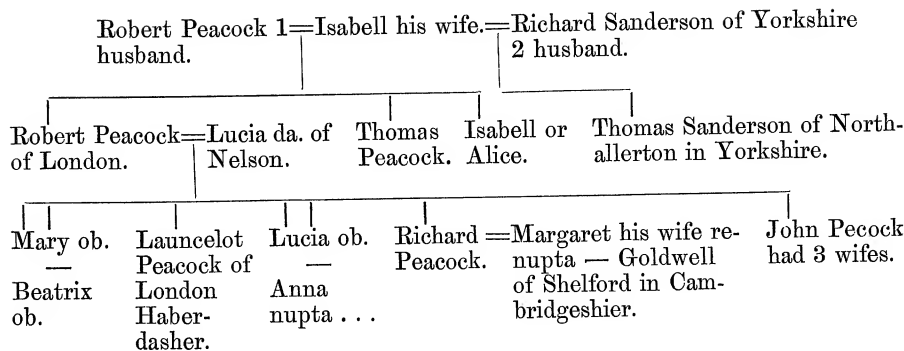 Robert Peacock 1=Isabell his wife.=Richard Sanderson of Yorkshire
husband. 2 husband.
Robert Peacock=Lucia da. of Thomas Isabell or Thomas Sanderson of North-
of London. Nelson. Peacock. Alice. allerton in Yorkshire.
Mary ob. Launcelot Lucia ob. Richard =Margaret his wife re- John Pecock
— Peacock of — Peacock. nupta — Goldwell had 3 wifes.
Beatrix London Anna of Shelford in Cam-
ob. Haber- nupta . . . bridgeshier.
dasher.